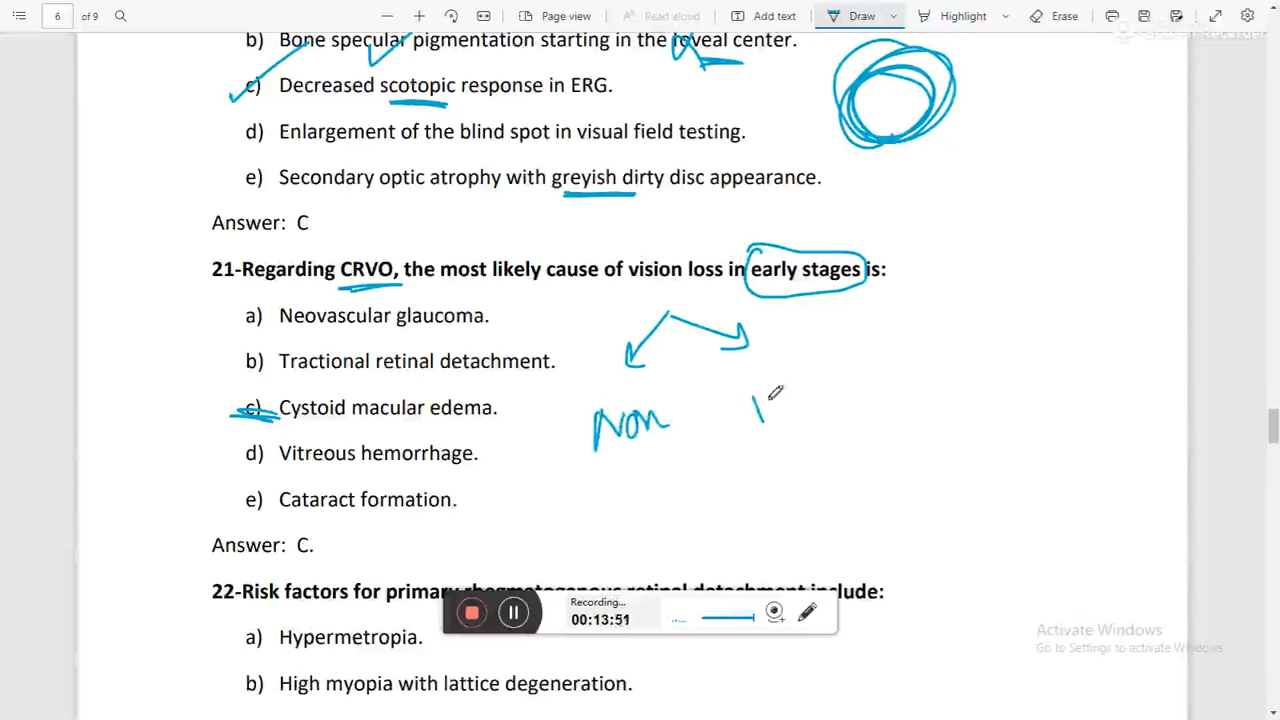 6 of 9 Page view Read aloud Add text Draw Highlight Erase
b) Bone specular pigmentation starting in the foveal center.
c) Decreased scotopic response in ERG.
d) Enlargement of the blind spot in visual field testing.
e) Secondary optic atrophy with greyish dirty disc appearance.
Answer: C
21-Regarding CRVO, the most likely cause of vision loss in early stages is:
a) Neovascular glaucoma.
b) Tractional retinal detachment.
c) Cystoid macular edema.
Non
d) Vitreous hemorrhage.
e) Cataract formation.
Answer: C.
22-Risk factors for primary rhegmatogenous retinal detachment include:
Recording...
00:13:51
a) Hypermetropia.
b) High myopia with lattice degeneration.
Activate Windows
Go to Settings to activate Windows.